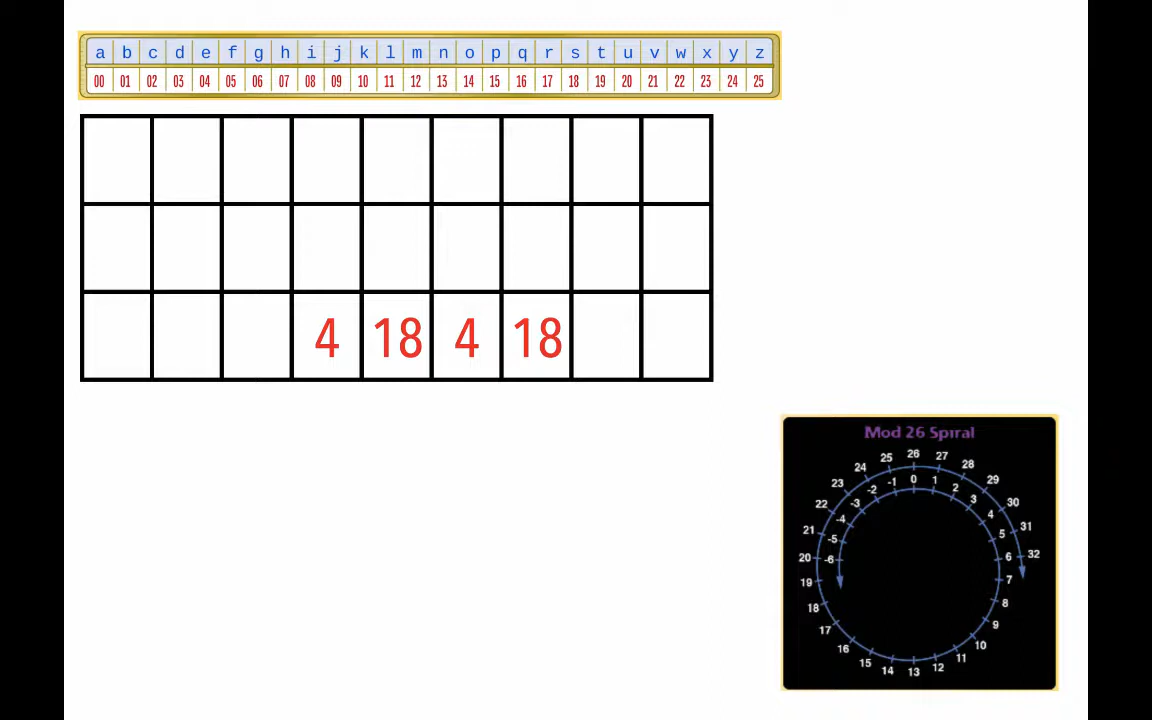 a b c d e f g h i j k l m n o p q r s t u v w x y z
00 01 02 03 04 05 06 07 08 09 10 11 12 13 14 15 16 17 18 19 20 21 22 23 24 25
4 18 4 18
Mod 26 Spiral
26
25 27
24 28
-1 0 1
23 -2 2 29
22 -3 3 30
21 -4 4 31
-5 5
20 -6 6 32
19 7
18 8
17 9
16 10
15 14 13 12 11